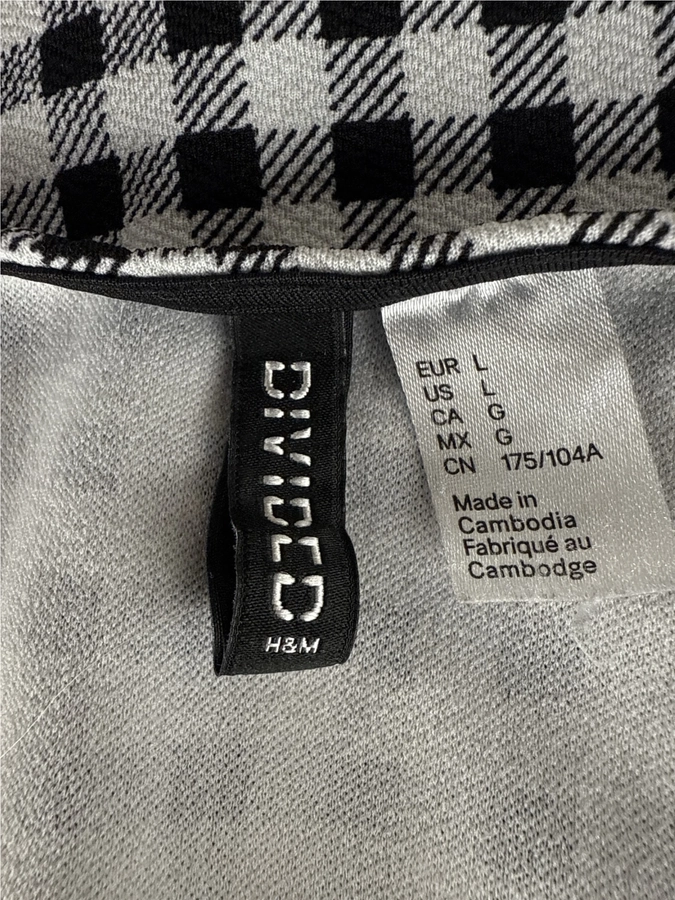 DIVIDED
H&M
EUR L
US L
CA G
MX G
CN 175/104A
Made in
Cambodia
Fabriqué au
Cambodge